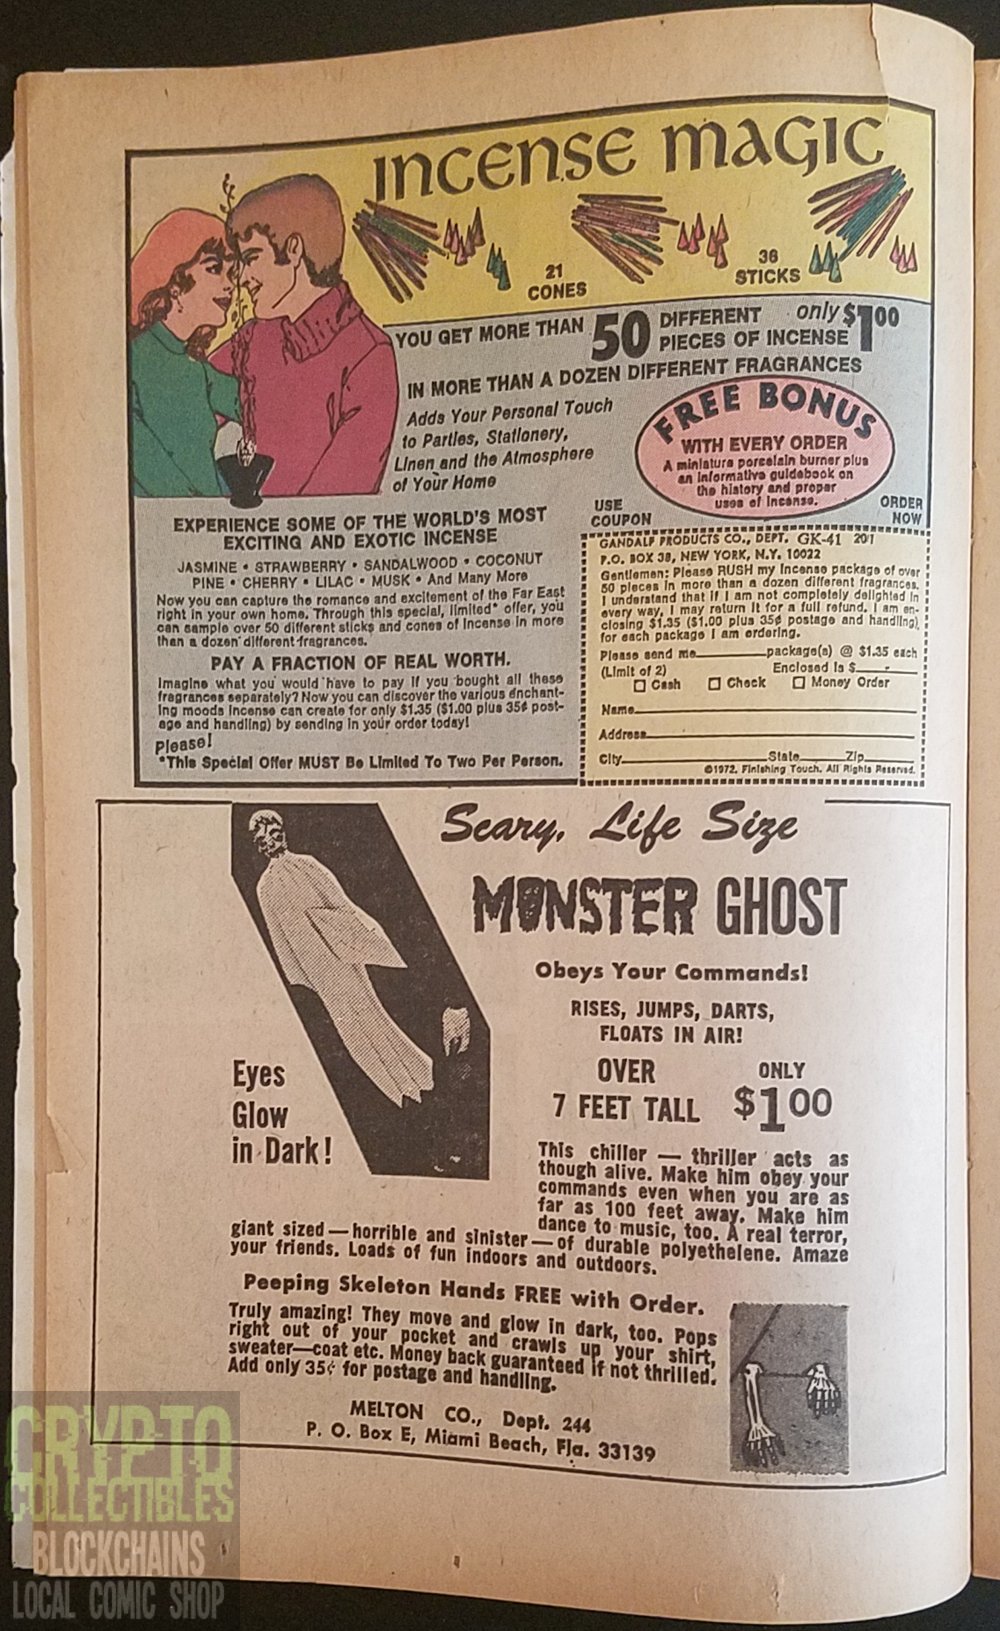 INCENSE MAGIC
21
CONES
36
STICKS
YOU GET MORE THAN 50 DIFFERENT
PIECES OF INCENSE only $1.00
IN MORE THAN A DOZEN DIFFERENT FRAGRANCES
Adds Your Personal Touch
to Parties, Stationery,
Linen and the Atmosphere
of Your Home
FREE BONUS
WITH EVERY ORDER
A miniature porcelain burner plus
an informative guidebook on
the history and proper
uses of incense.
EXPERIENCE SOME OF THE WORLD'S MOST
EXCITING AND EXOTIC INCENSE
JASMINE • STRAWBERRY • SANDALWOOD • COCONUT
PINE • CHERRY • LILAC • MUSK • And Many More
Now you can capture the romance and excitement of the Far East
right in your own home. Through this special, limited* offer, you
can sample over 50 different sticks and cones of incense in more
than a dozen different fragrances.
PAY A FRACTION OF REAL WORTH.
Imagine what you would have to pay if you bought all these
fragrances separately? Now you can discover the various enchant-
ing moods incense can create for only $1.35 ($1.00 plus 35¢ post-
age and handling) by sending in your order today!
Please!
*This Special Offer MUST Be Limited To Two Per Person.
USE
COUPON
ORDER
NOW
GANDALF PRODUCTS CO., DEPT. GK-41 201
P.O. BOX 38, NEW YORK, N.Y. 10022
Gentlemen: Please RUSH my incense package of over
50 pieces in more than a dozen different fragrances.
I understand that if I am not completely delighted in
every way, I may return it for a full refund. I am en-
closing $1.35 ($1.00 plus 35¢ postage and handling)
for each package I am ordering.
Please send me package(s) @ $1.35 each
(Limit of 2) Enclosed is $
Cash Check Money Order
Name
Address
City State Zip
©1972, Finishing Touch. All Rights Reserved.
Scary, Life Size
MONSTER GHOST
Obeys Your Commands!
RISES, JUMPS, DARTS,
FLOATS IN AIR!
OVER
7 FEET TALL
ONLY
$1.00
Eyes
Glow
in Dark!
This chiller — thriller acts as
though alive. Make him obey your
commands even when you are as
far as 100 feet away. Make him
dance to music, too. A real terror,
giant sized — horrible and sinister — of durable polyethelene. Amaze
your friends. Loads of fun indoors and outdoors.
Peeping Skeleton Hands FREE with Order.
Truly amazing! They move and glow in dark, too. Pops
right out of your pocket and crawls up your shirt,
sweater—coat etc. Money back guaranteed if not thrilled.
Add only 35¢ for postage and handling.
MELTON CO., Dept. 244
P. O. Box E, Miami Beach, Fla. 33139
CRYPTO
COLLECTIBLES
BLOCKCHAINS
LOCAL COMIC SHOP